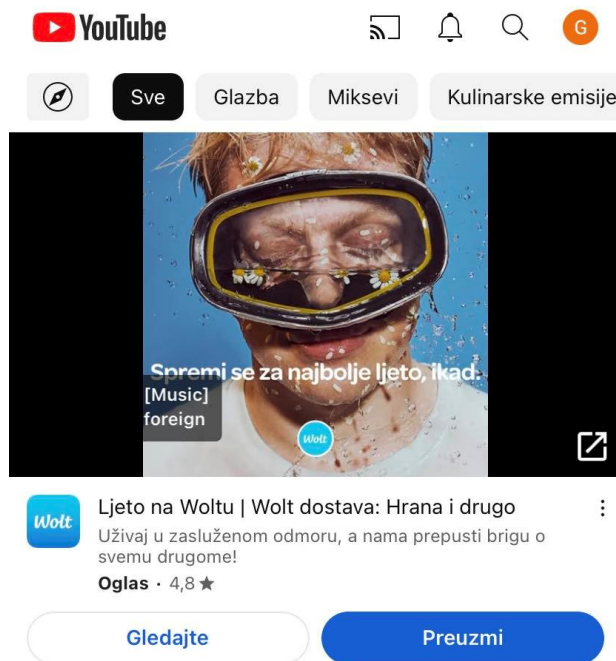 YouTube
G
Sve
Glazba
Miksevi
Kulinarske emisije
Spremi se za najbolje ljeto, ikad.
[Music]
foreign
Wolt
Wolt
Ljeto na Woltu | Wolt dostava: Hrana i drugo
Uživaj u zasluženom odmoru, a nama prepusti brigu o
svemu drugome!
Oglas · 4,8 ★
Gledajte
Preuzmi